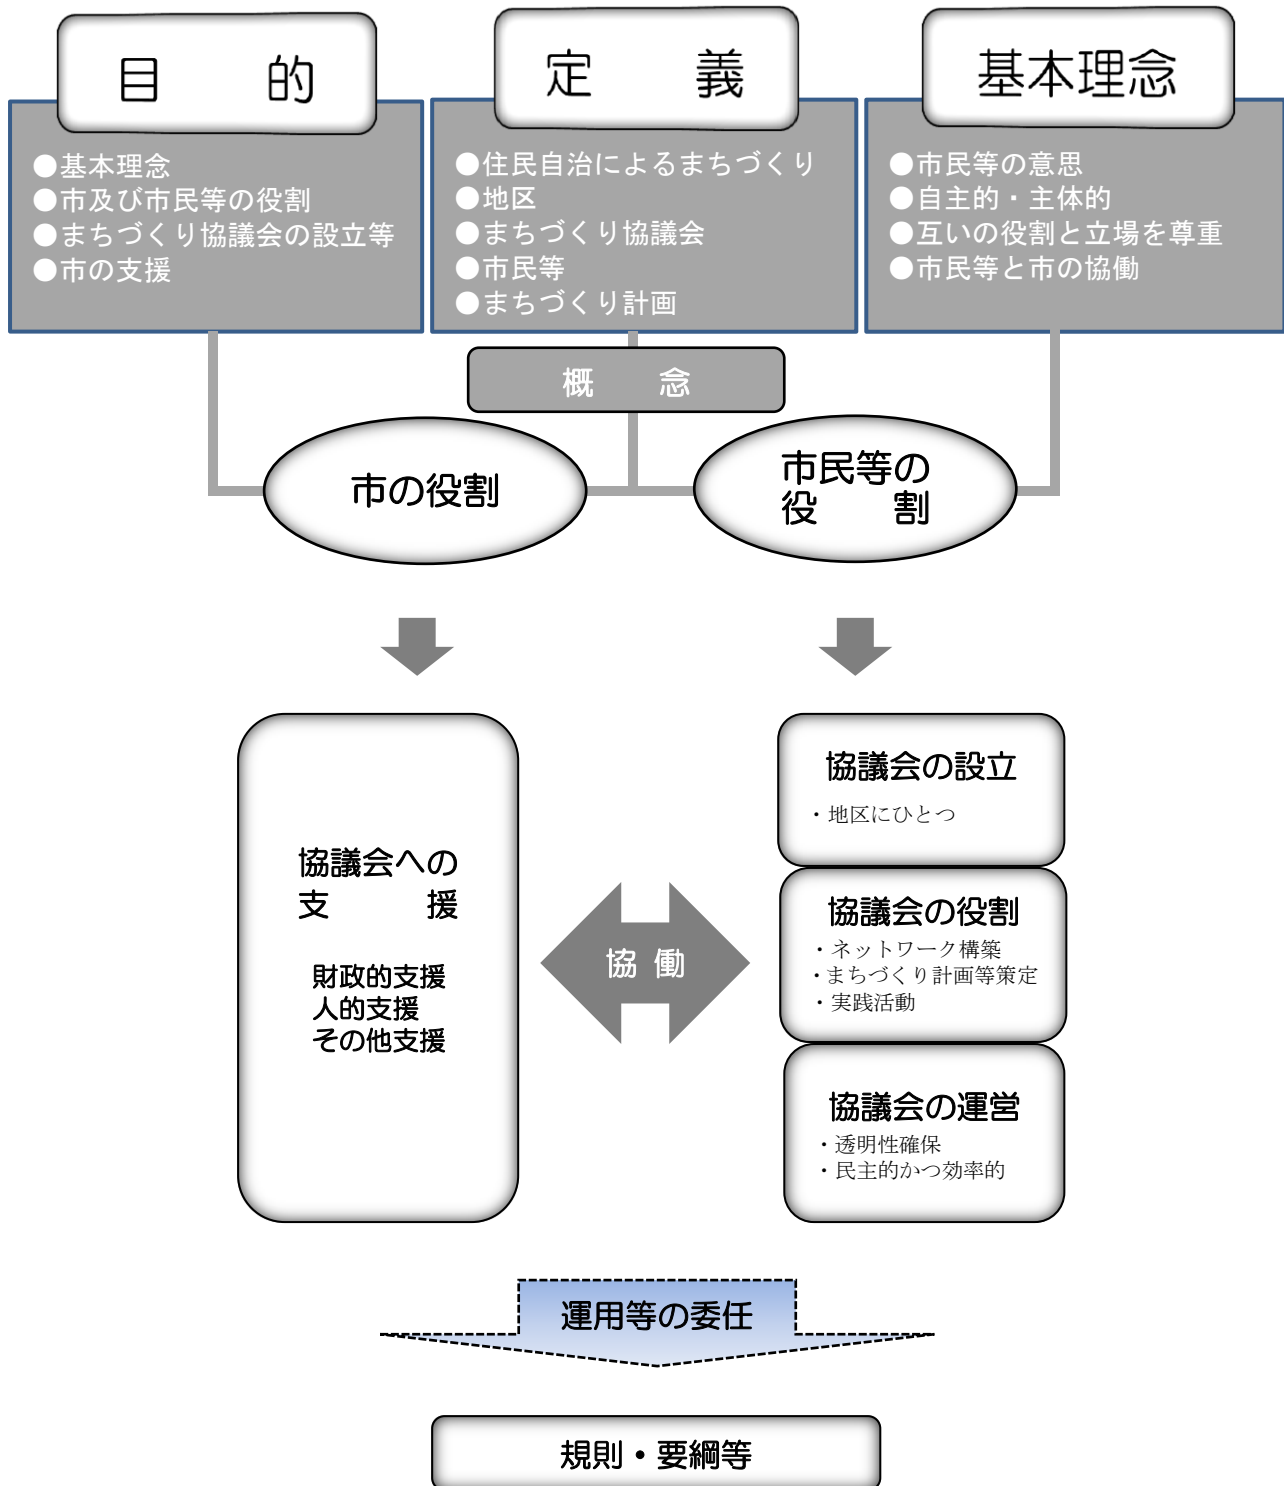 目　的
●基本理念
●市及び市民等の役割
●まちづくり協議会の設立等
●市の支援
定　義
●住民自治によるまちづくり
●地区
●まちづくり協議会
●市民等
●まちづくり計画
基本理念
●市民等の意思
●自主的・主体的
●互いの役割と立場を尊重
●市民等と市の協働
概　念
市の役割
市民等の
役　割
協議会への
支　援
財政的支援
人的支援
その他支援
協 働
協議会の設立
・地区にひとつ
協議会の役割
・ネットワーク構築
・まちづくり計画等策定
・実践活動
協議会の運営
・透明性確保
・民主的かつ効率的
運用等の委任
規則・要綱等